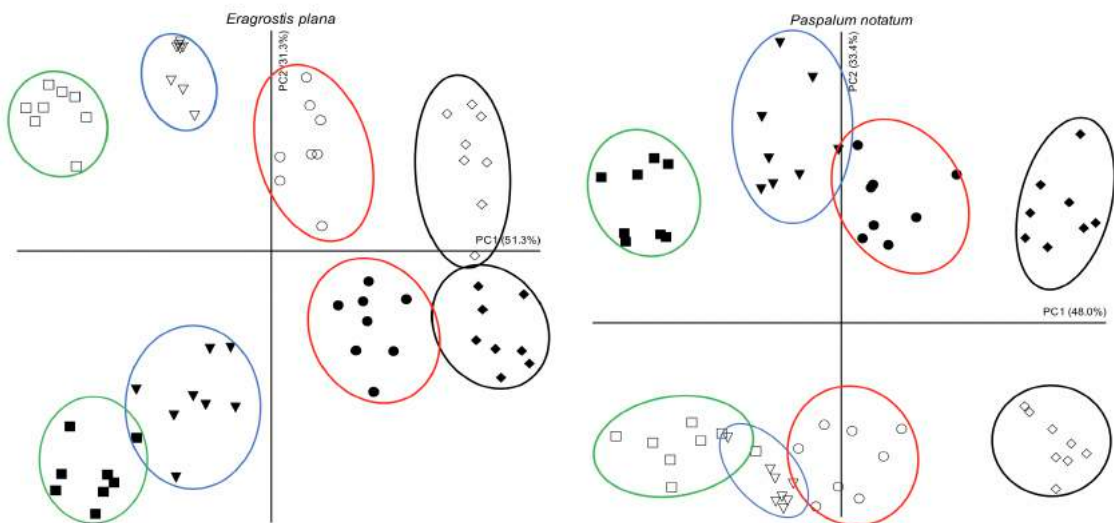 Eragrostis plana
PC2 (31.3%)
PC1 (51.3%)
Paspalum notatum
PC2 (33.4%)
PC1 (48.0%)